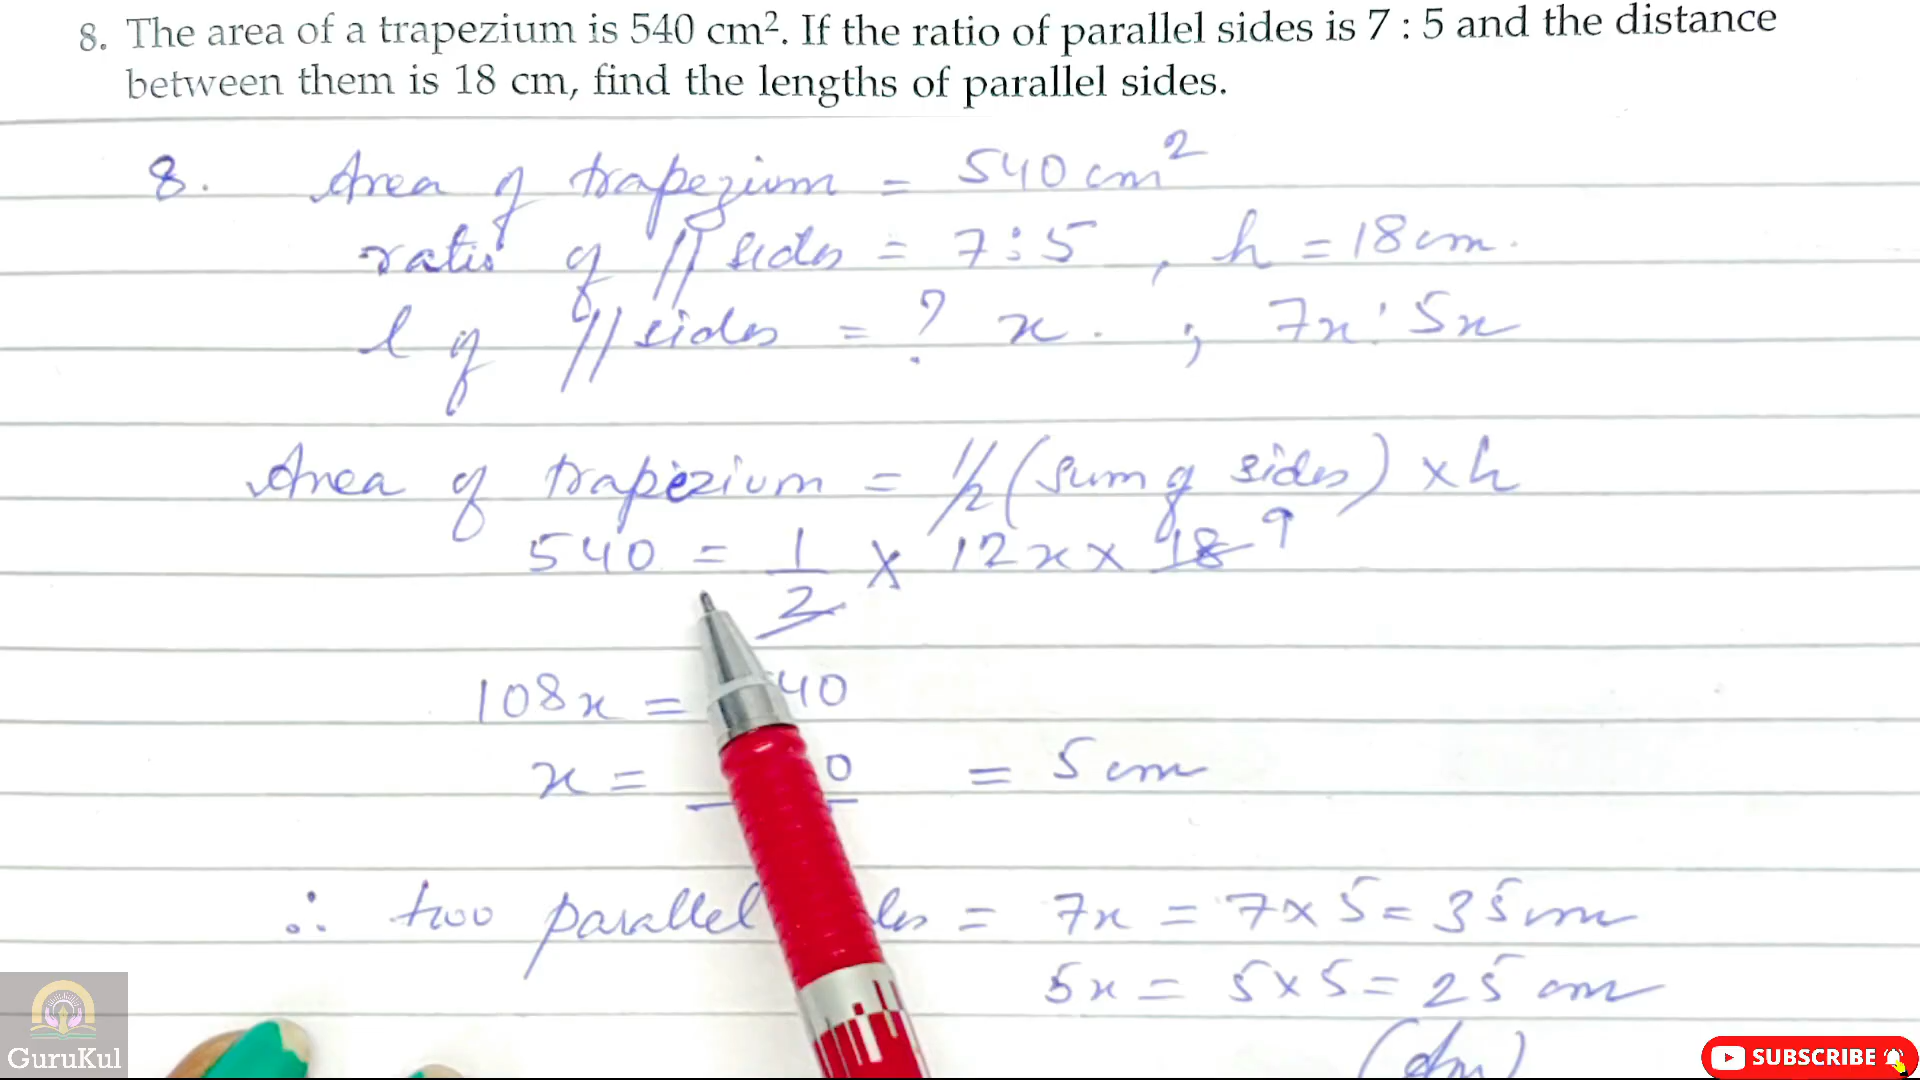 8. The area of a trapezium is 540 cm². If the ratio of parallel sides is 7 : 5 and the distance
between them is 18 cm, find the lengths of parallel sides.
8. Area of trapezium = 540 cm²
ratio of // sides = 7:5 , h = 18 cm.
l of // sides = ? x. ; 7x : 5x
Area of trapezium = 1/2 (sum of sides) × h
540 = 1/2 × 12x × 18 9
108x = 40
x = 0 = 5 cm
∴ two parallel = 7x = 7 × 5 = 35 cm
5x = 5 × 5 = 25 cm
(Am)
GuruKul
SUBSCRIBE